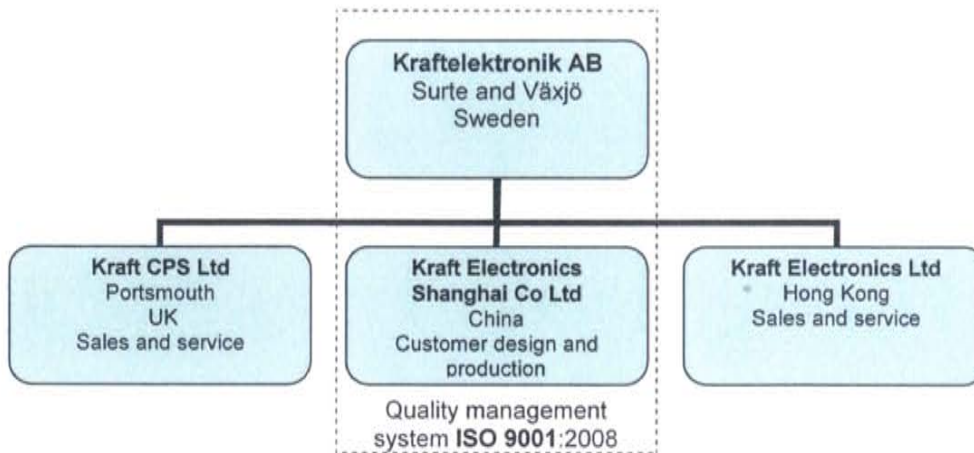 Kraftelektronik AB
Surte and Växjö
Sweden
Kraft CPS Ltd
Portsmouth
UK
Sales and service
Kraft Electronics
Shanghai Co Ltd
China
Customer design and
production
Kraft Electronics Ltd
Hong Kong
Sales and service
Quality management
system ISO 9001:2008